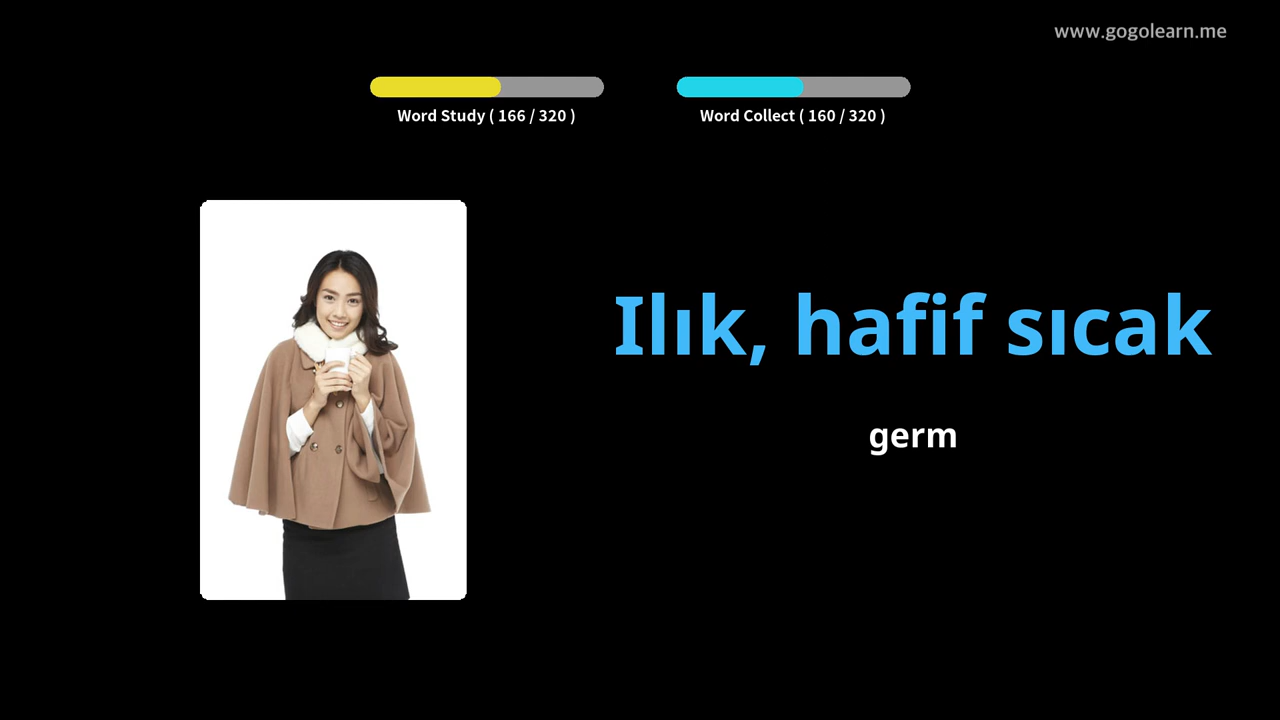 www.gogolearn.me
Word Study ( 166 / 320 )
Word Collect ( 160 / 320 )
Ilık, hafif sıcak
germ